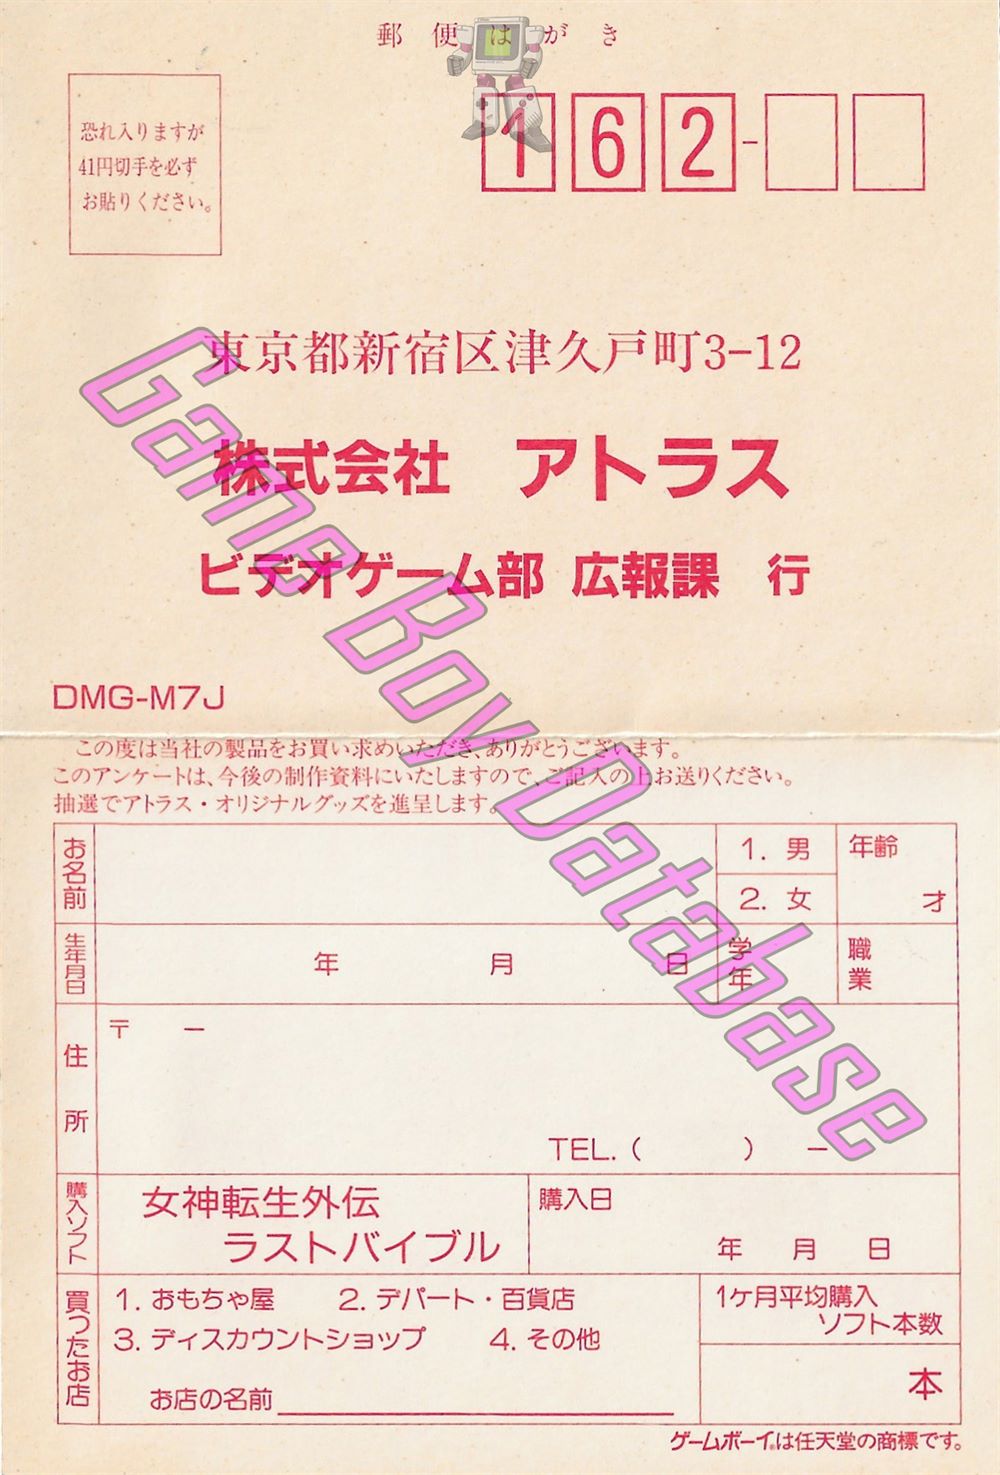 郵便はがき
恐れ入りますが
41円切手を必ず
お貼りください。
162-
東京都新宿区津久戸町3-12
株式会社 アトラス
ビデオゲーム部 広報課 行
DMG-M7J
Game Boy Database
この度は当社の製品をお買い求めいただき、ありがとうございます。
このアンケートは、今後の制作資料にいたしますので、ご記入の上お送りください。
抽選でアトラス・オリジナルグッズを進呈します。
お名前
1. 男
2. 女
年齢
才
生年月日
年 月 日
学年
職業
住所
〒 －
TEL.( ) －
購入ソフト
女神転生外伝
ラストバイブル
購入日
年 月 日
買ったお店
1. おもちゃ屋 2. デパート・百貨店
3. ディスカウントショップ 4. その他
お店の名前
1ヶ月平均購入
ソフト本数
本
ゲームボーイ®は任天堂の商標です。